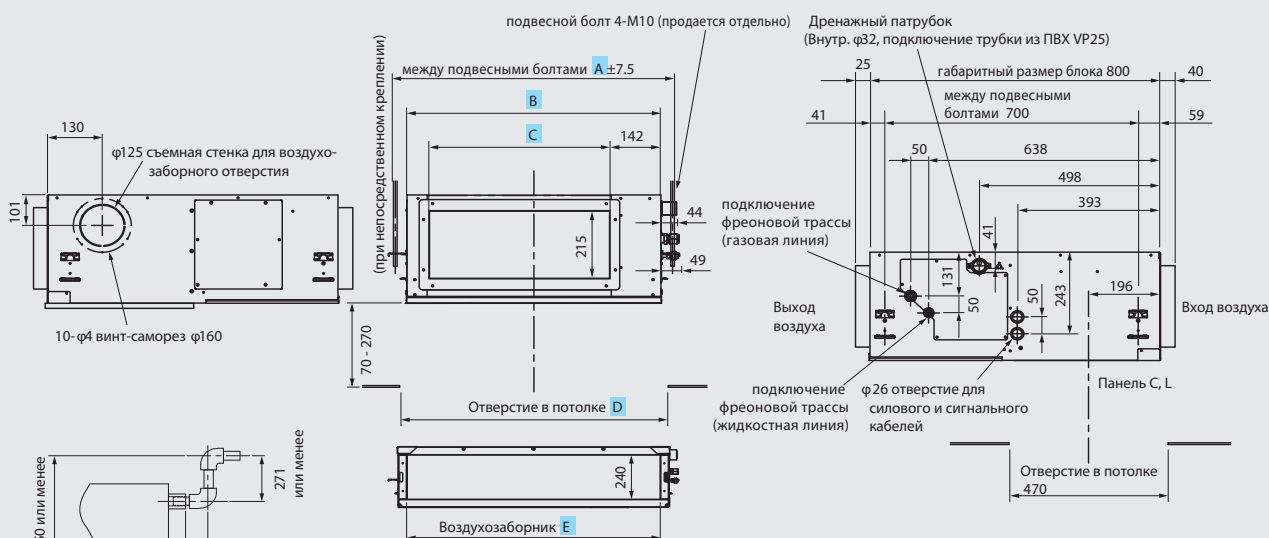 подвесной болт 4-М10 (продается отдельно)
Дренажный патрубок
(Внутр. φ32, подключение трубки из ПВХ VP25)
между подвесными болтами A ±7.5
25
габаритный размер блока 800
40
B
между подвесными
болтами 700
41
59
130
C
142
50
638
φ125 съемная стенка для воздухо-
заборного отверстия
498
101
393
(при непосредственном креплении)
подключение
фреоновой трассы
(газовая линия)
44
41
215
49
131
50
50
243
196
Выход
воздуха
Вход воздуха
10- φ4 винт-саморез φ160
70 - 270
Панель C, L
подключение
фреоновой трассы
(жидкостная линия)
φ26 отверстие для
силового и сигнального
кабелей
Отверстие в потолке D
271
или менее
240
Отверстие в потолке
470
Воздухозаборник E
0 или менее